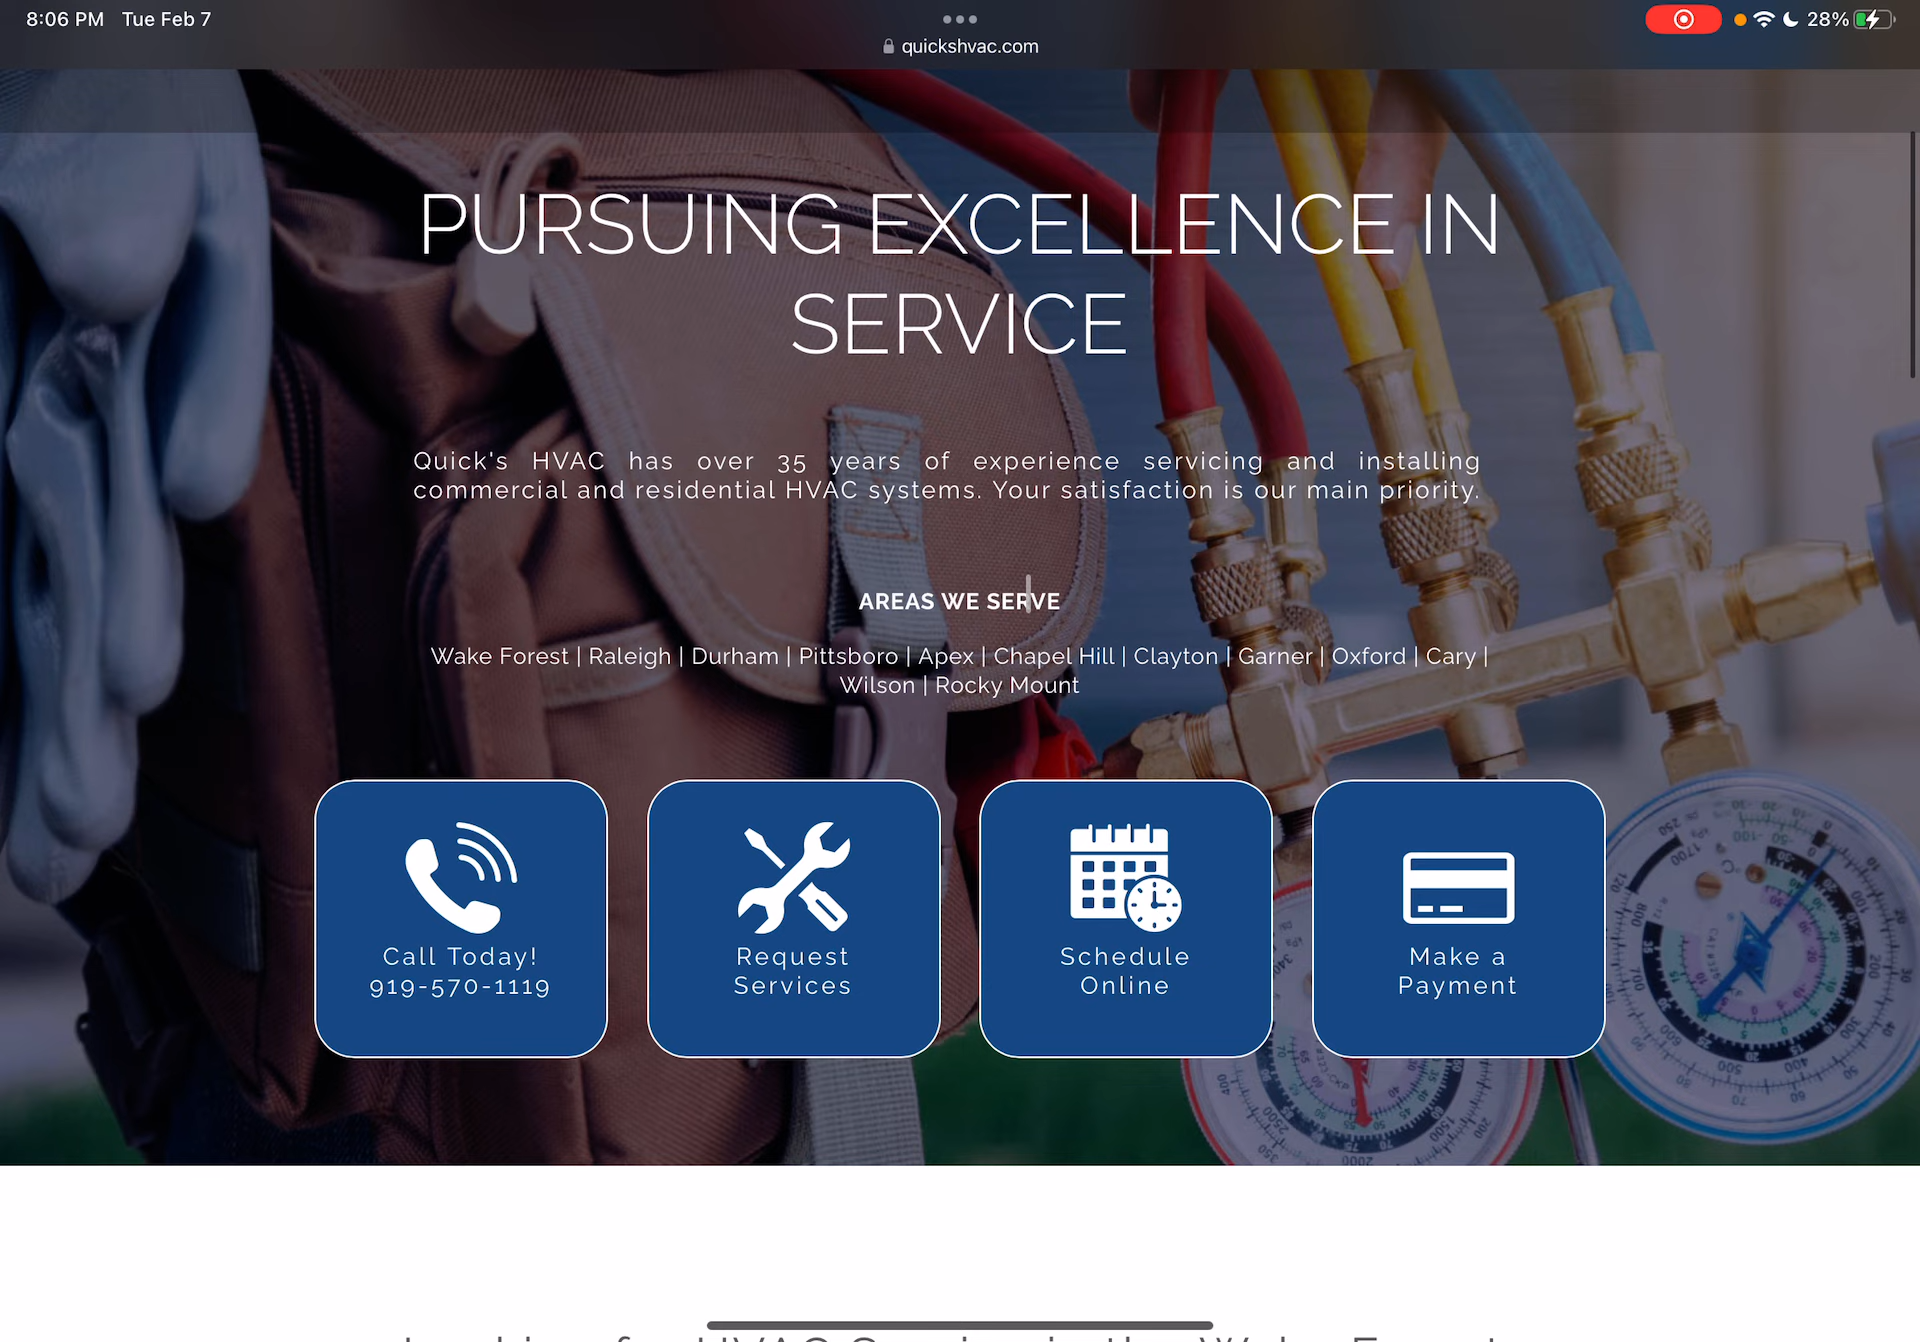 8:06 PM Tue Feb 7
28%
quickshvac.com
PURSUING EXCELLENCE IN
SERVICE
Quick's HVAC has over 35 years of experience servicing and installing
commercial and residential HVAC systems. Your satisfaction is our main priority.
AREAS WE SERVE
Wake Forest | Raleigh | Durham | Pittsboro | Apex | Chapel Hill | Clayton | Garner | Oxford | Cary |
Wilson | Rocky Mount
Call Today!
919-570-1119
Request
Services
Schedule
Online
Make a
Payment